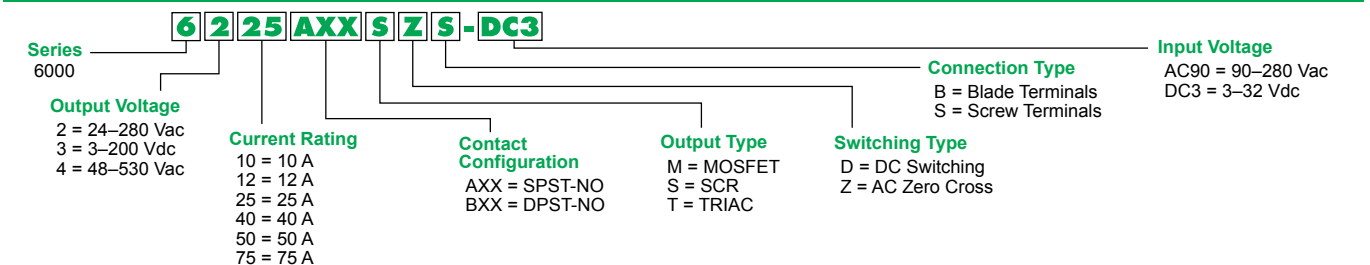 6 2 25 AXX S Z S - DC3
Series
6000
Output Voltage
2 = 24–280 Vac
3 = 3–200 Vdc
4 = 48–530 Vac
Current Rating
10 = 10 A
12 = 12 A
25 = 25 A
40 = 40 A
50 = 50 A
75 = 75 A
Contact
Configuration
AXX = SPST-NO
BXX = DPST-NO
Output Type
M = MOSFET
S = SCR
T = TRIAC
Switching Type
D = DC Switching
Z = AC Zero Cross
Connection Type
B = Blade Terminals
S = Screw Terminals
Input Voltage
AC90 = 90–280 Vac
DC3 = 3–32 Vdc